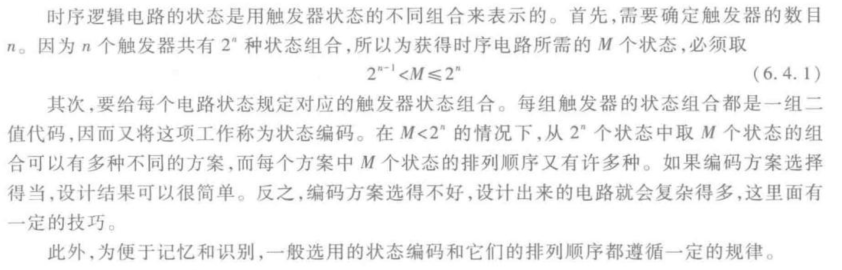 时序逻辑电路的状态是用触发器状态的不同组合来表示的。首先,需要确定触发器的数目
n。因为 n 个触发器共有 2ⁿ 种状态组合,所以为获得时序电路所需的 M 个状态,必须取
2ⁿ⁻¹<M≤2ⁿ (6.4.1)
其次,要给每个电路状态规定对应的触发器状态组合。每组触发器的状态组合都是一组二
值代码,因而又将这项工作称为状态编码。在 M<2ⁿ 的情况下,从 2ⁿ 个状态中取 M 个状态的组
合可以有多种不同的方案,而每个方案中 M 个状态的排列顺序又有许多种。如果编码方案选择
得当,设计结果可以很简单。反之,编码方案选得不好,设计出来的电路就会复杂得多,这里面有
一定的技巧。
此外,为便于记忆和识别,一般选用的状态编码和它们的排列顺序都遵循一定的规律。